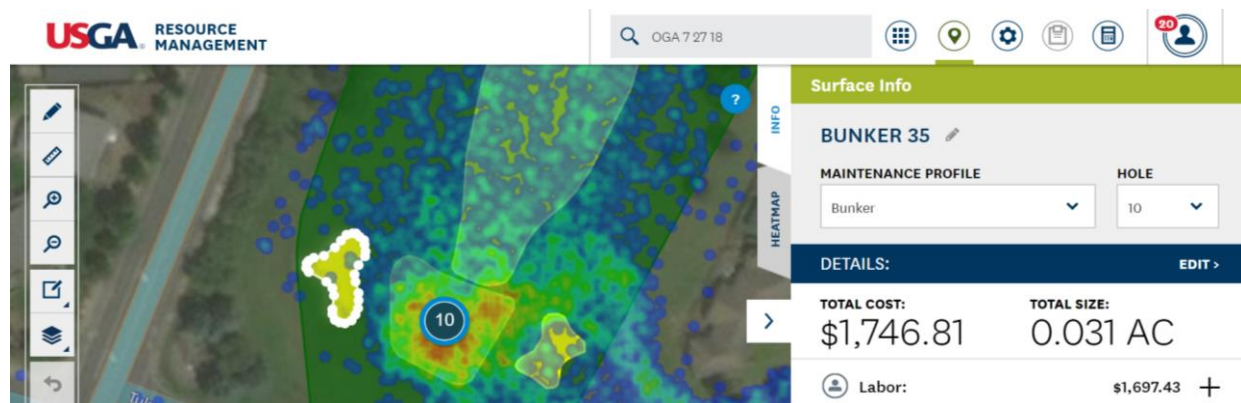 USGA. RESOURCE MANAGEMENT
OGA 7 27 18
20
?
INFO
HEATMAP
10
Surface Info
BUNKER 35
MAINTENANCE PROFILE
HOLE
Bunker
10
DETAILS:
EDIT >
TOTAL COST:
TOTAL SIZE:
$1,746.81
0.031 AC
Labor:
$1,697.43